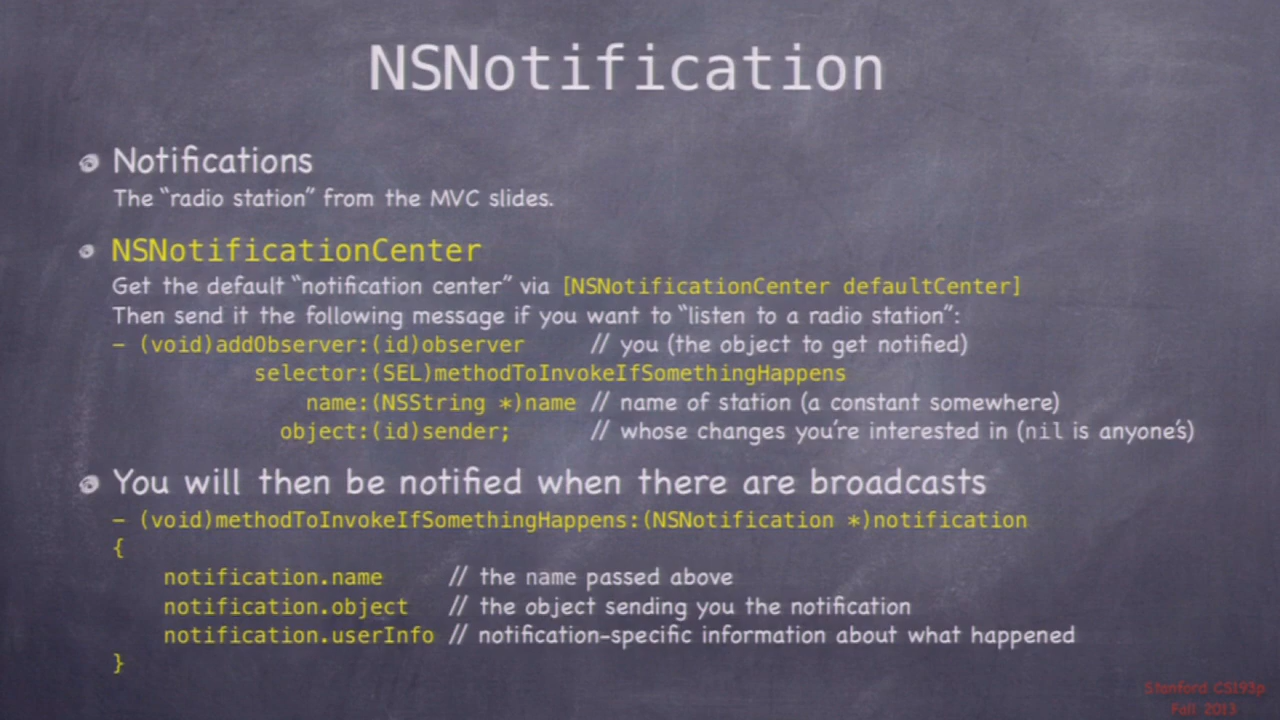 NSNotification
Notifications
The “radio station” from the MVC slides.
NSNotificationCenter
Get the default “notification center” via [NSNotificationCenter defaultCenter]
Then send it the following message if you want to “listen to a radio station”:
- (void)addObserver:(id)observer // you (the object to get notified)
selector:(SEL)methodToInvokeIfSomethingHappens
name:(NSString *)name // name of station (a constant somewhere)
object:(id)sender; // whose changes you’re interested in (nil is anyone’s)
You will then be notified when there are broadcasts
- (void)methodToInvokeIfSomethingHappens:(NSNotification *)notification
{
notification.name // the name passed above
notification.object // the object sending you the notification
notification.userInfo // notification-specific information about what happened
}
Stanford CS193p
Fall 2013